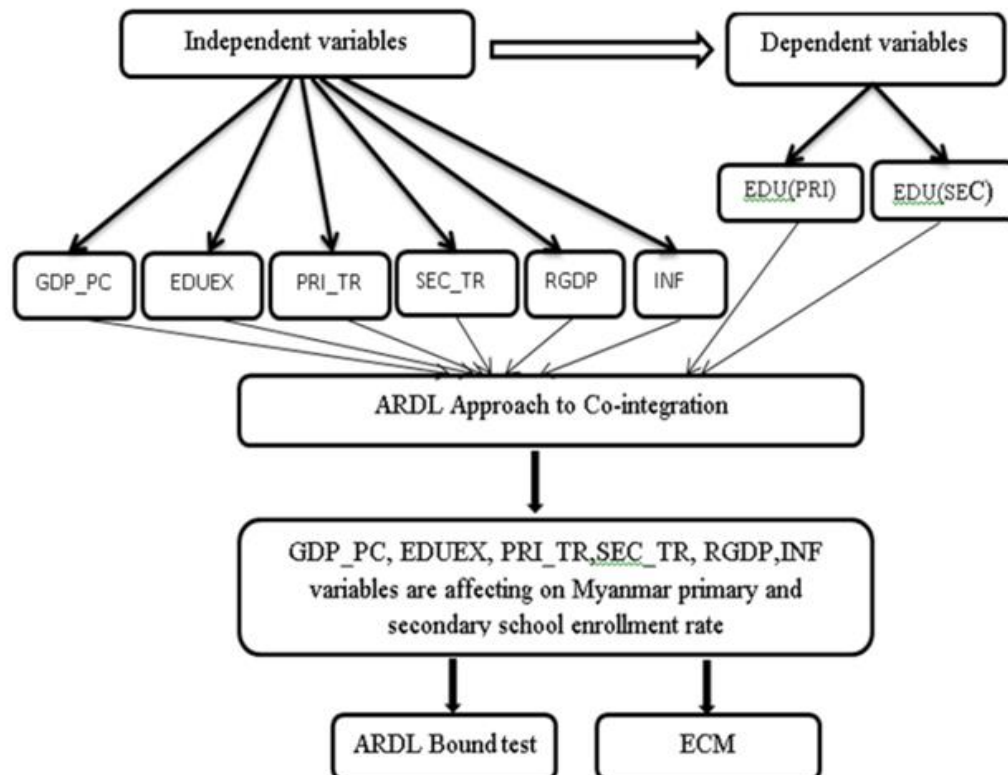 Independent variables
Dependent variables
EDU(PRI)
EDU(SEC)
GDP_PC
EDUEX
PRI_TR
SEC_TR
RGDP
INF
ARDL Approach to Co-integration
GDP_PC, EDUEX, PRI_TR,SEC_TR, RGDP,INF
variables are affecting on Myanmar primary and
secondary school enrollment rate
ARDL Bound test
ECM